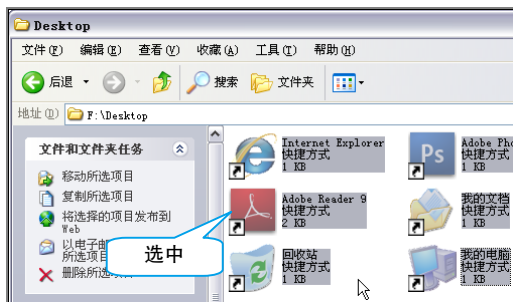 Desktop
文件(F) 编辑(E) 查看(V) 收藏(A) 工具(T) 帮助(H)
后退 搜索 文件夹
地址(D) F:\Desktop
文件和文件夹任务
移动所选项目
复制所选项目
将选择的项目发布到
Web
以电子邮
所选项目
删除所选
选中
Internet Explorer
快捷方式
1 KB
Adobe Pho
快捷方式
1 KB
Adobe Reader 9
快捷方式
2 KB
我的文档
快捷方式
1 KB
回收站
快捷方式
1 KB
我的电脑
快捷方式
1 KB
Ps